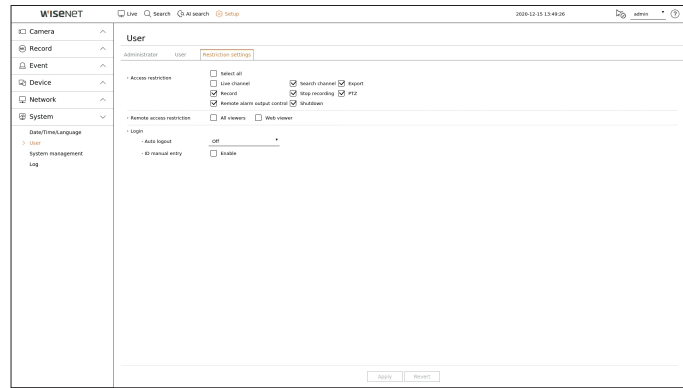 WISENET Live Search AI search Setup 2020-12-15 13:49:26 admin ?
Camera
Record
Event
Device
Network
System
Date/Time/Language
> User
System management
Log
User
Administrator User Restriction settings
• Access restriction
Select all
Live channel Search channel Export
Record Stop recording PTZ
Remote alarm output control Shutdown
• Remote access restriction All viewers Web viewer
• Login
- Auto logout Off
- ID manual entry Enable
Apply Revert